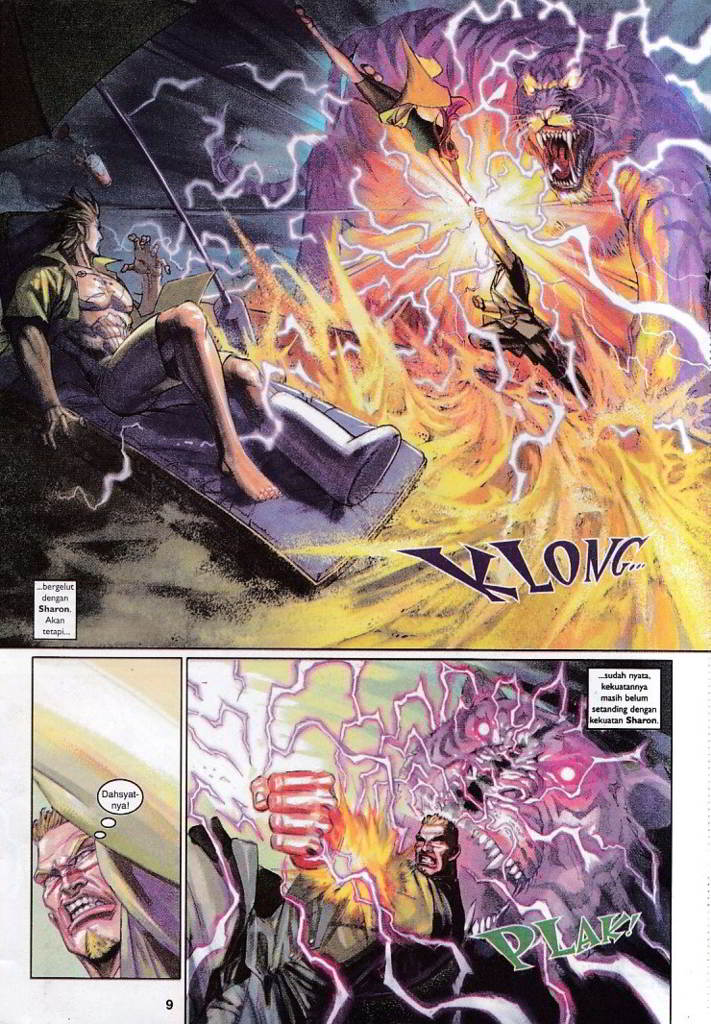 KLONG...
...bergelut
dengan
Sharon.
Akan
tetapi...
Dahsyat-
nya!
...sudah nyata,
kekuatannya
masih belum
setanding dengan
kekuatan Sharon.
PLAK!
9